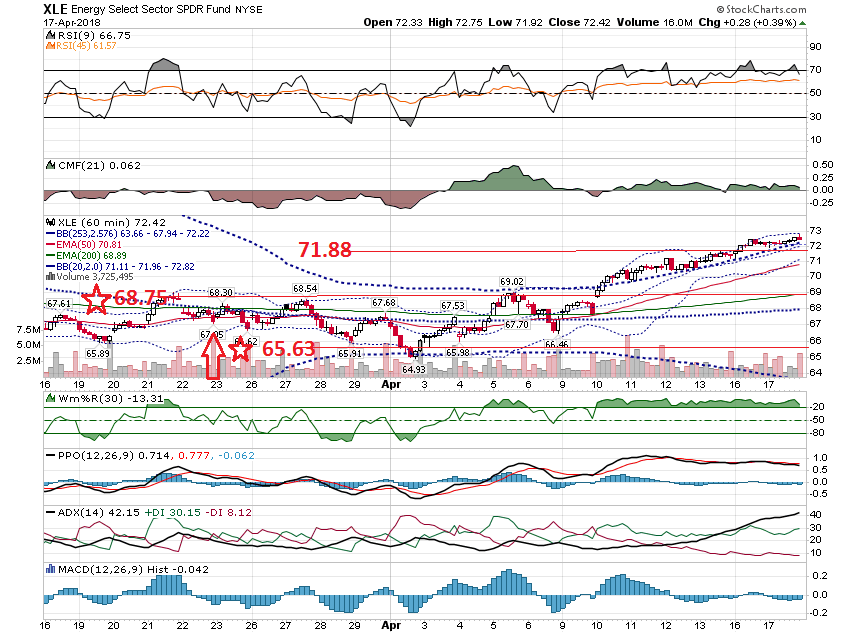 XLE Energy Select Sector SPDR Fund NYSE © StockCharts.com
17-Apr-2018 Open 72.33 High 72.75 Low 71.92 Close 72.42 Volume 16.0M Chg +0.28 (+0.39%)
RSI(9) 66.75
RSI(45) 61.57
90
70
50
30
10
CMF(21) 0.062
0.50
0.25
0.00
-0.25
XLE (60 min) 72.42
BB(253,2.576) 63.66 - 67.94 - 72.22
EMA(50) 70.81
EMA(200) 68.89
BB(20,2.0) 71.11 - 71.96 - 72.82
Volume 3,725,495
71.88
68.75
65.63
67.61
65.89
68.30
67.05
68.54
65.91
67.68
64.93
67.53
65.98
69.02
67.70
66.46
73
72
71
70
69
68
67
66
65
64
7.5M
5.0M
2.5M
16 19 20 21 22 23 26 27 28 29 Apr 3 4 5 6 9 10 11 12 13 16 17
Wm%R(30) -13.31
-20
-50
-80
PPO(12,26,9) 0.714, 0.777, -0.062
1.0
0.5
0.0
-0.5
ADX(14) 42.15 +DI 30.15 -DI 8.12
40
30
20
10
MACD(12,26,9) Hist -0.042
0.2
0.0
-0.2
16 19 20 21 22 23 26 27 28 29 Apr 3 4 5 6 9 10 11 12 13 16 17